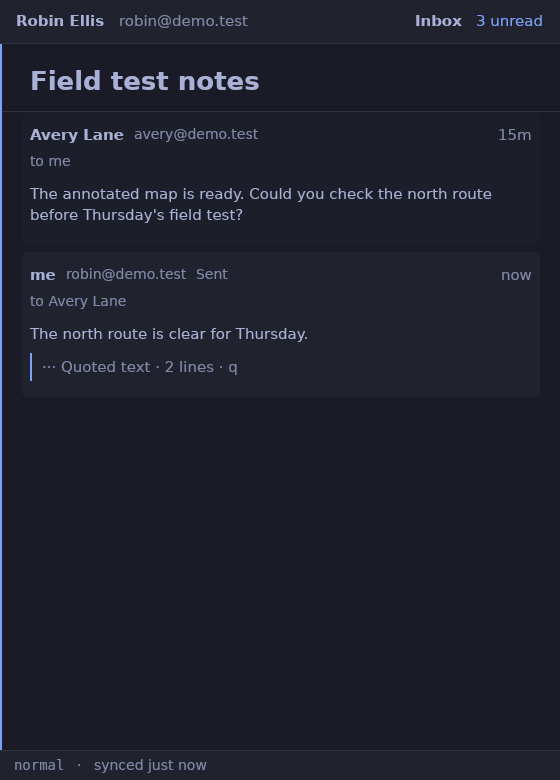 Robin Ellis robin@demo.test Inbox 3 unread
Field test notes
Avery Lane avery@demo.test 15m
to me
The annotated map is ready. Could you check the north route
before Thursday's field test?
me robin@demo.test Sent now
to Avery Lane
The north route is clear for Thursday.
··· Quoted text · 2 lines · q
normal · synced just now